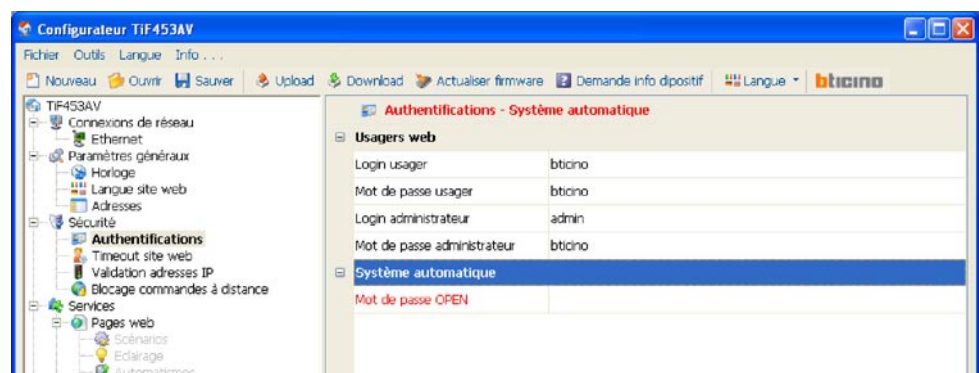 Configurateur TiF453AV
Fichier Outils Langue Info . . .
Nouveau Ouvrir Sauver Upload Download Actualiser firmware Demande info dipositif Langue bticino
TiF453AV
Connexions de réseau
Ethernet
Paramètres généraux
Horloge
Langue site web
Adresses
Sécurité
Authentifications
Timeout site web
Validation adresses IP
Blocage commandes à distance
Services
Pages web
Scénarios
Eclairage
Automatismes
Authentifications - Système automatique
Usagers web
Login usager bticino
Mot de passe usager bticino
Login administrateur admin
Mot de passe administrateur bticino
Système automatique
Mot de passe OPEN